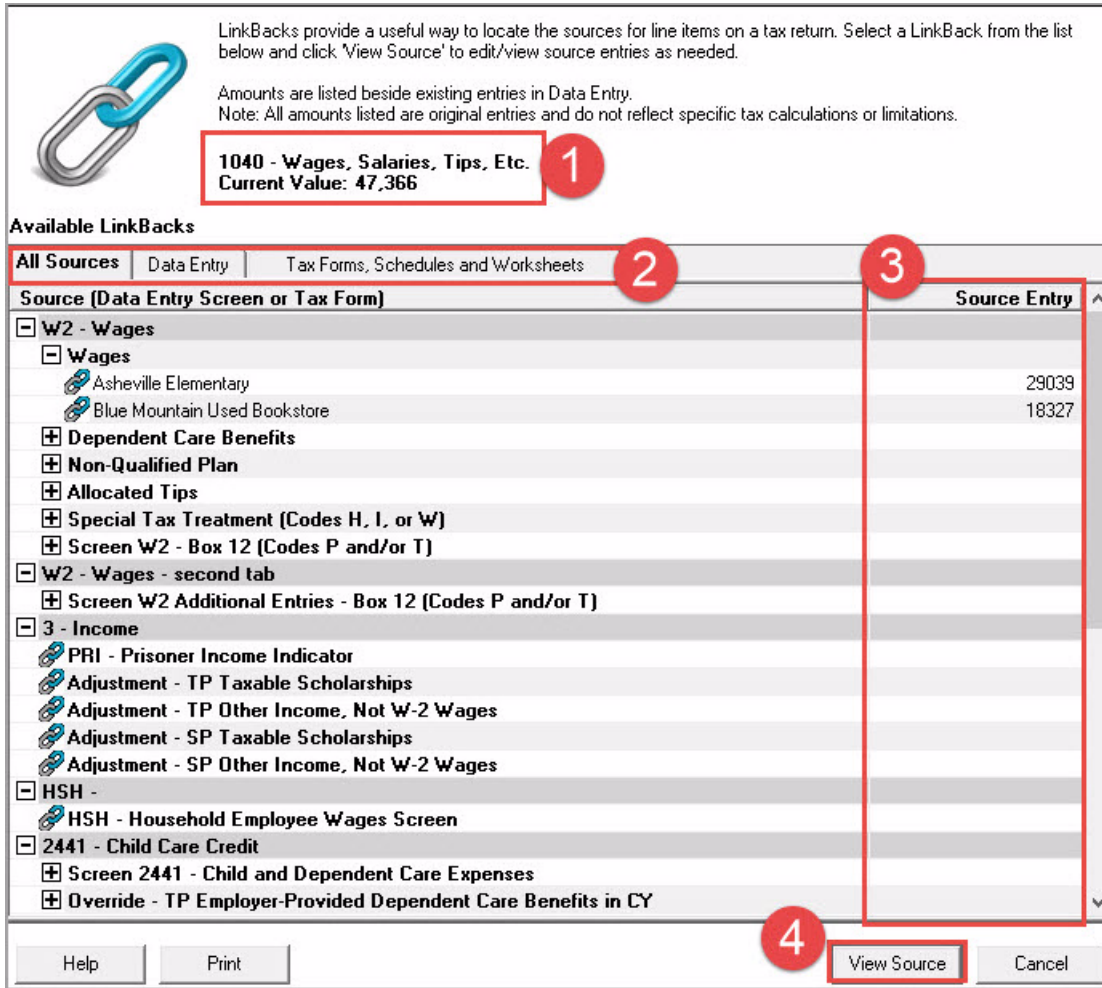 LinkBacks provide a useful way to locate the sources for line items on a tax return. Select a LinkBack from the list
below and click 'View Source' to edit/view source entries as needed.
Amounts are listed beside existing entries in Data Entry.
Note: All amounts listed are original entries and do not reflect specific tax calculations or limitations.
1040 - Wages, Salaries, Tips, Etc.
Current Value: 47,366
1
Available LinkBacks
All Sources Data Entry Tax Forms, Schedules and Worksheets
2
3
Source (Data Entry Screen or Tax Form) Source Entry
W2 - Wages
Wages
Asheville Elementary 29039
Blue Mountain Used Bookstore 18327
Dependent Care Benefits
Non-Qualified Plan
Allocated Tips
Special Tax Treatment (Codes H, I, or W)
Screen W2 - Box 12 (Codes P and/or T)
W2 - Wages - second tab
Screen W2 Additional Entries - Box 12 (Codes P and/or T)
3 - Income
PRI - Prisoner Income Indicator
Adjustment - TP Taxable Scholarships
Adjustment - TP Other Income, Not W-2 Wages
Adjustment - SP Taxable Scholarships
Adjustment - SP Other Income, Not W-2 Wages
HSH -
HSH - Household Employee Wages Screen
2441 - Child Care Credit
Screen 2441 - Child and Dependent Care Expenses
Override - TP Employer-Provided Dependent Care Benefits in CY
4
Help Print View Source Cancel